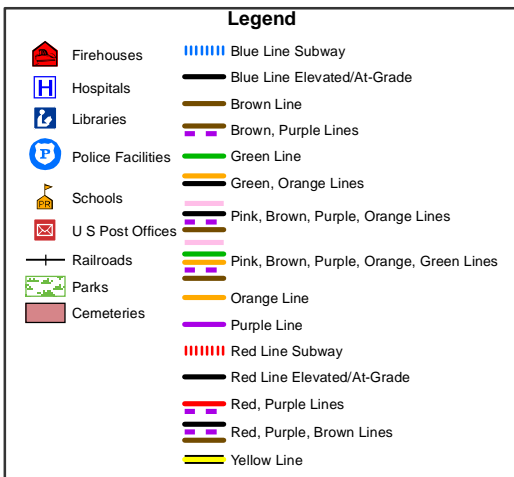 Legend
Firehouses
Hospitals
Libraries
Police Facilities
Schools
U S Post Offices
Railroads
Parks
Cemeteries
H
P
PR
Blue Line Subway
Blue Line Elevated/At-Grade
Brown Line
Brown, Purple Lines
Green Line
Green, Orange Lines
Pink, Brown, Purple, Orange Lines
Pink, Brown, Purple, Orange, Green Lines
Orange Line
Purple Line
Red Line Subway
Red Line Elevated/At-Grade
Red, Purple Lines
Red, Purple, Brown Lines
Yellow Line